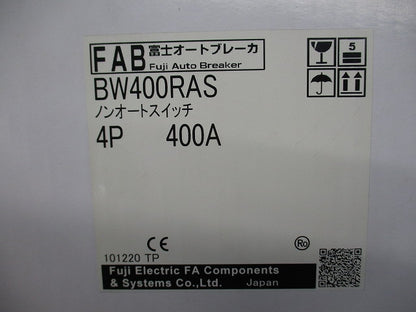 FAB 富士オートブレーカ
Fuji Auto Breaker
5
BW400RAS
ノンオートスイッチ
4P 400A
CE
Ro
101220 TP
Fuji Electric FA Components
& Systems Co.,Ltd. Japan